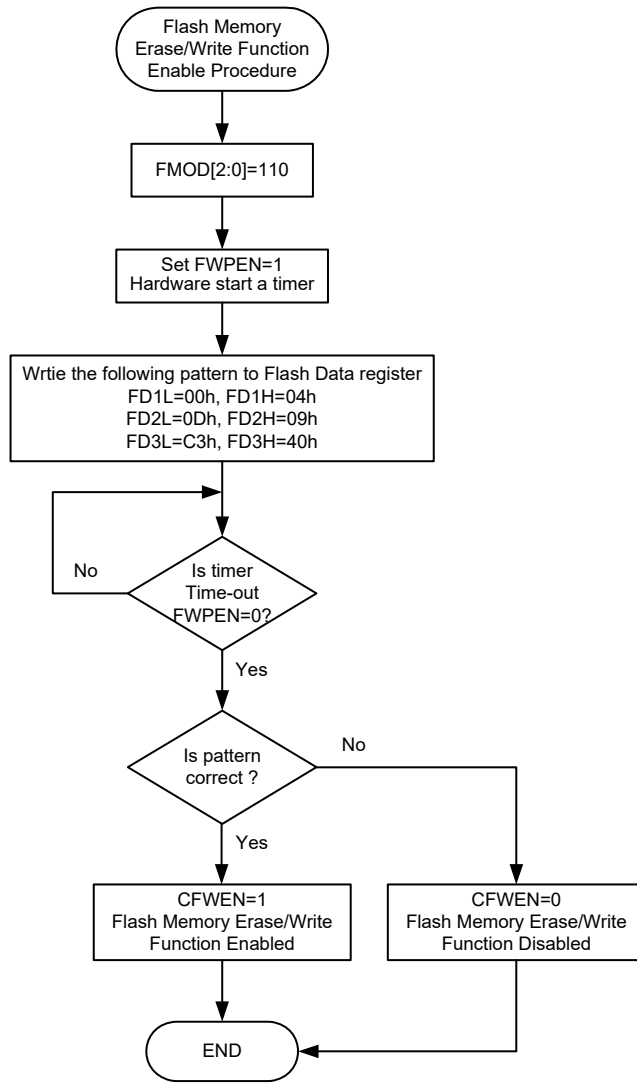 Flash Memory
Erase/Write Function
Enable Procedure
FMOD[2:0]=110
Set FWPEN=1
Hardware start a timer
Wrtie the following pattern to Flash Data register
FD1L=00h, FD1H=04h
FD2L=0Dh, FD2H=09h
FD3L=C3h, FD3H=40h
No
Is timer
Time-out
FWPEN=0?
Yes
Is pattern
correct ?
No
Yes
CFWEN=1
Flash Memory Erase/Write
Function Enabled
CFWEN=0
Flash Memory Erase/Write
Function Disabled
END